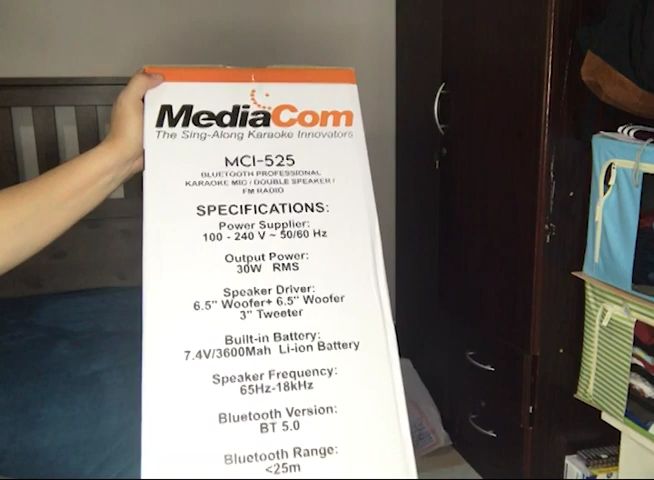 MediaCom
The Sing-Along Karaoke Innovators
MCI-525
BLUETOOTH PROFESSIONAL
KARAOKE MIC / DOUBLE SPEAKER /
FM RADIO
SPECIFICATIONS:
Power Supplier:
100 - 240 V ~ 50/60 Hz
Output Power:
30W RMS
Speaker Driver:
6.5" Woofer+ 6.5" Woofer
3" Tweeter
Built-in Battery:
7.4V/3600Mah Li-ion Battery
Speaker Frequency:
65Hz-18kHz
Bluetooth Version:
BT 5.0
Bluetooth Range:
<25m